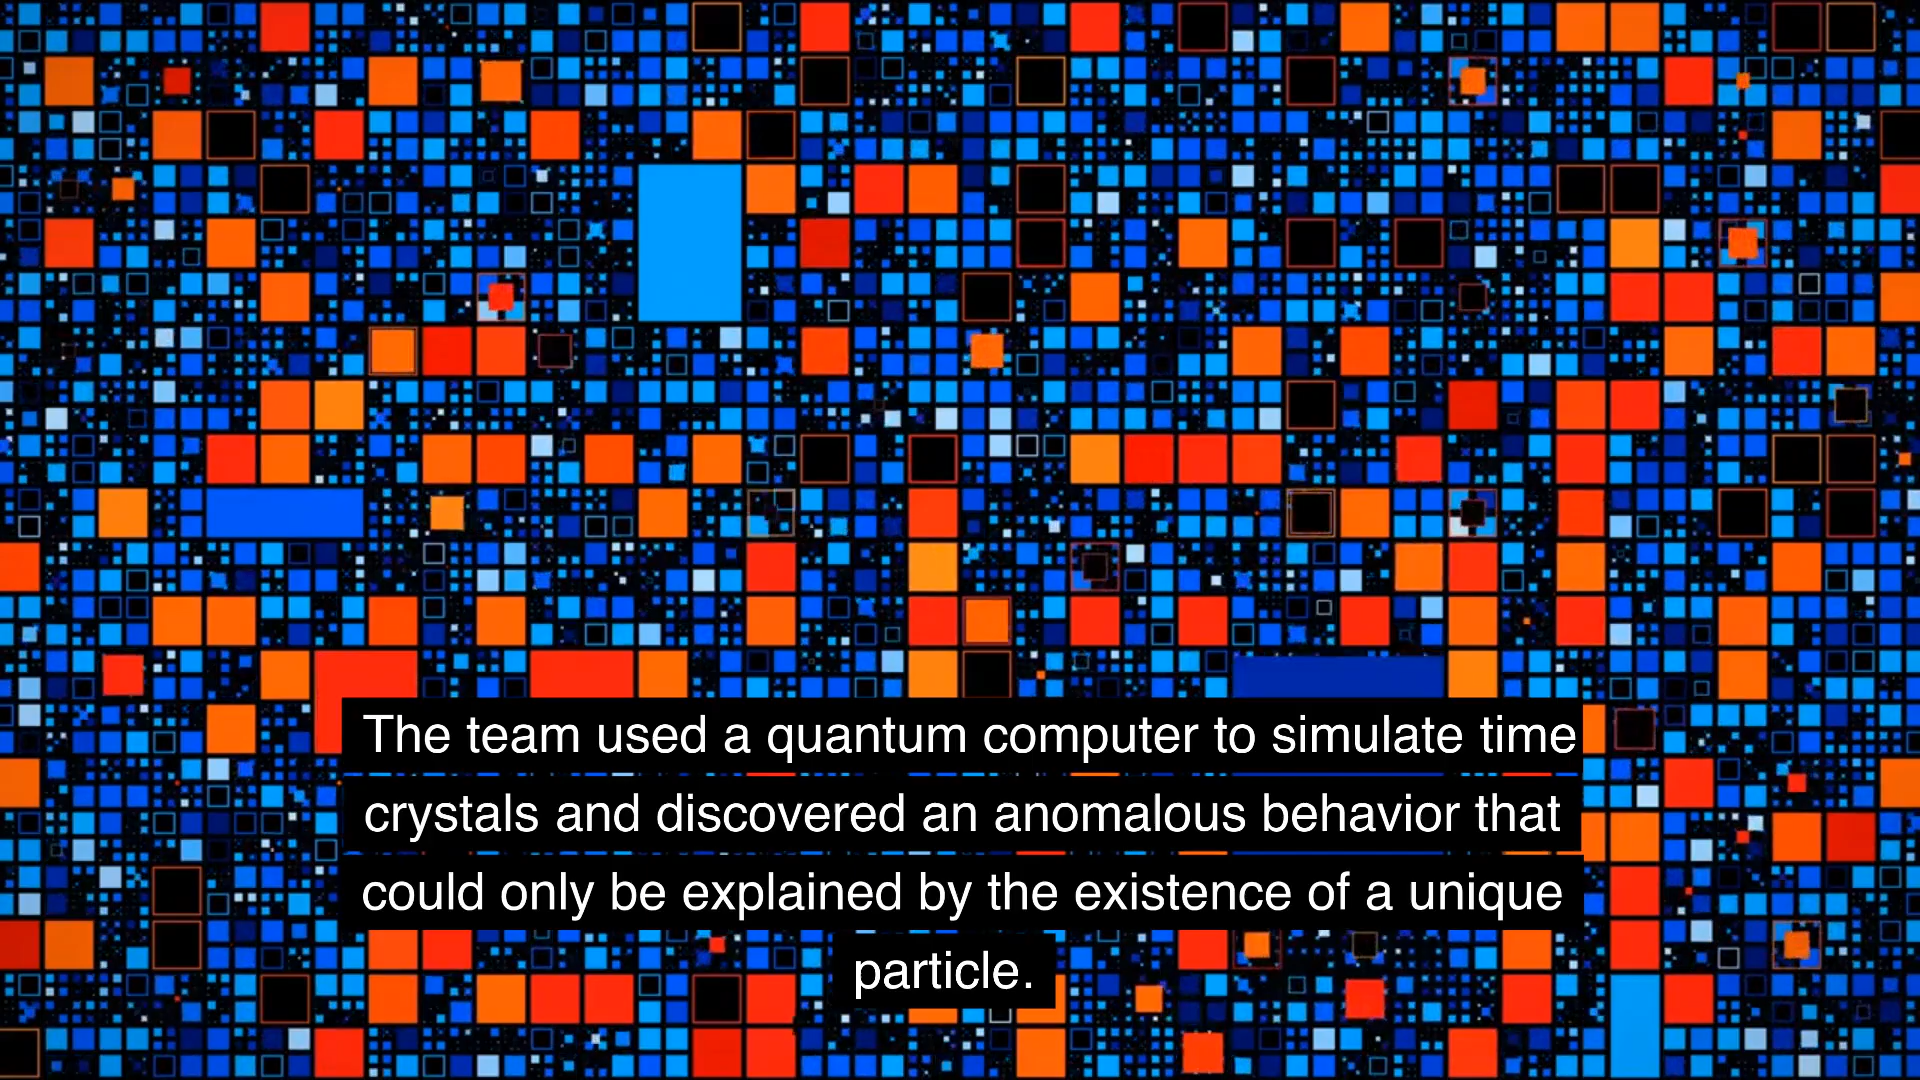 The team used a quantum computer to simulate time
crystals and discovered an anomalous behavior that
could only be explained by the existence of a unique
particle.